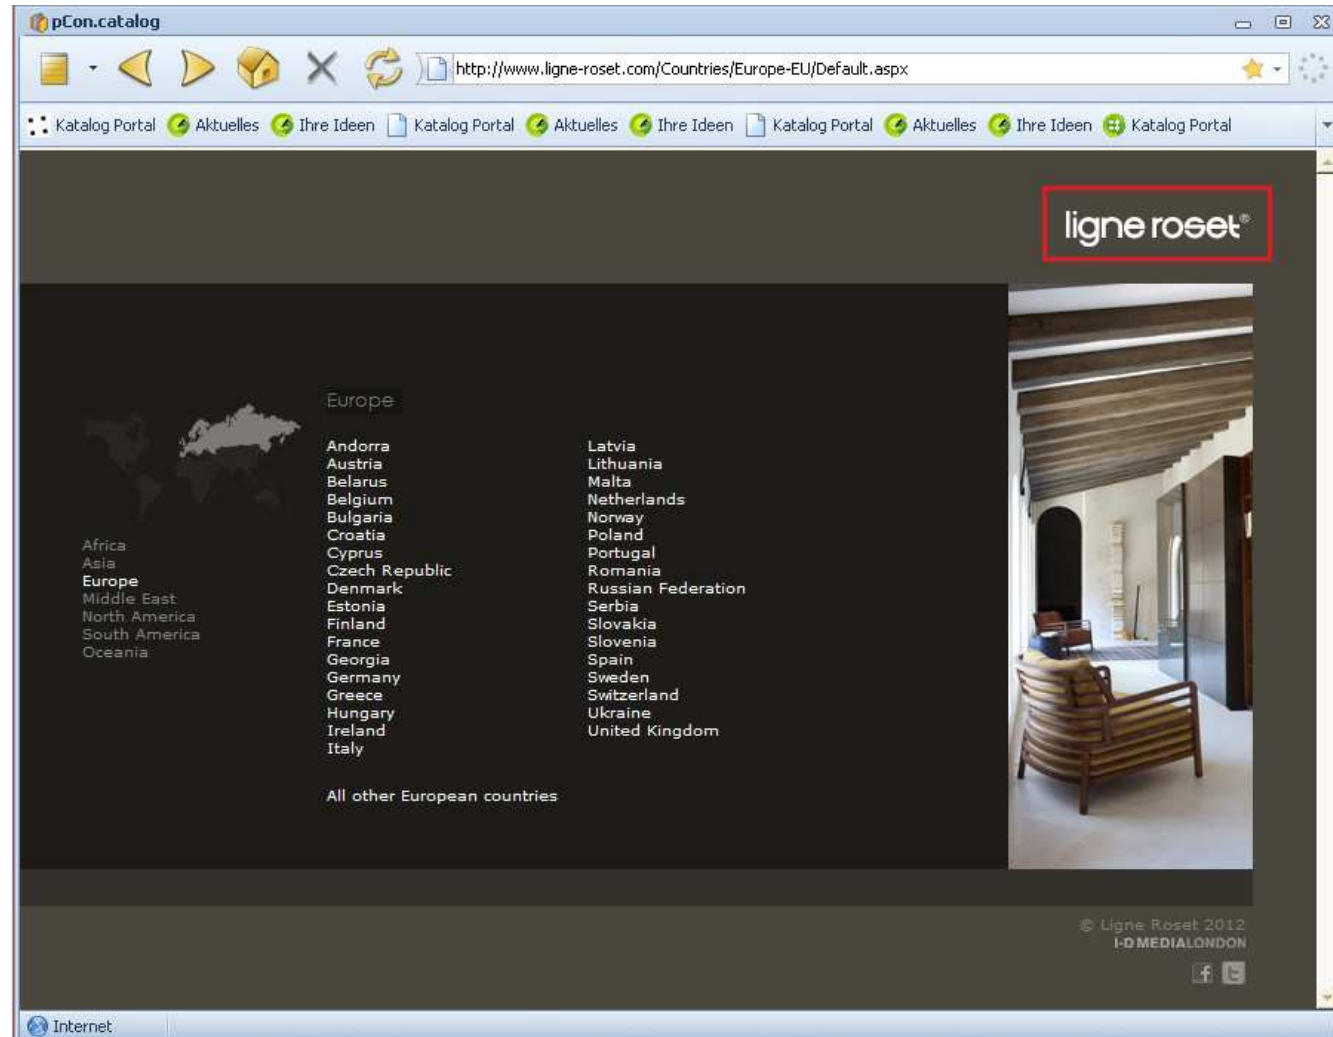 pCon.catalog
http://www.ligne-roset.com/Countries/Europe-EU/Default.aspx
Katalog Portal Aktuelles Ihre Ideen Katalog Portal Aktuelles Ihre Ideen Katalog Portal Aktuelles Ihre Ideen Katalog Portal
ligne roset®
Africa
Asia
Europe
Middle East
North America
South America
Oceania
Europe
Andorra
Austria
Belarus
Belgium
Bulgaria
Croatia
Cyprus
Czech Republic
Denmark
Estonia
Finland
France
Georgia
Germany
Greece
Hungary
Ireland
Italy
Latvia
Lithuania
Malta
Netherlands
Norway
Poland
Portugal
Romania
Russian Federation
Serbia
Slovakia
Slovenia
Spain
Sweden
Switzerland
Ukraine
United Kingdom
All other European countries
© Ligne Roset 2012
I-D MEDIALONDON
Internet